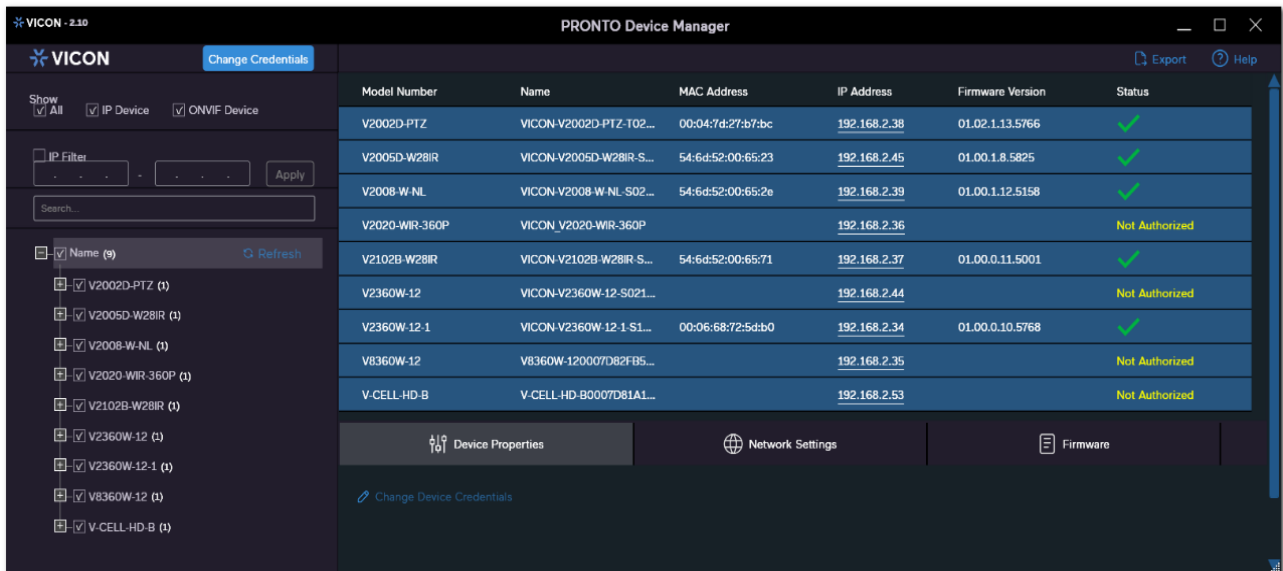 VICON - 2.10
PRONTO Device Manager
VICON
Change Credentials
Export
Help
Show
All
IP Device
ONVIF Device
IP Filter
. . . - . . .
Apply
Search...
Name (9)
Refresh
V2002D-PTZ (1)
V2005D-W28IR (1)
V2008-W-NL (1)
V2020-WIR-360P (1)
V2102B-W28IR (1)
V2360W-12 (1)
V2360W-12-1 (1)
V8360W-12 (1)
V-CELL-HD-B (1)
Model Number Name MAC Address IP Address Firmware Version Status
V2002D-PTZ VICON-V2002D-PTZ-T02... 00:04:7d:27:b7:bc 192.168.2.38 01.02.1.13.5766
V2005D-W28IR VICON-V2005D-W28IR-S... 54:6d:52:00:65:23 192.168.2.45 01.00.1.8.5825
V2008-W-NL VICON-V2008-W-NL-S02... 54:6d:52:00:65:2e 192.168.2.39 01.00.1.12.5158
V2020-WIR-360P VICON_V2020-WIR-360P 192.168.2.36 Not Authorized
V2102B-W28IR VICON-V2102B-W28IR-S... 54:6d:52:00:65:71 192.168.2.37 01.00.0.11.5001
V2360W-12 VICON-V2360W-12-S021... 192.168.2.44 Not Authorized
V2360W-12-1 VICON-V2360W-12-1-S1... 00:06:68:72:5d:b0 192.168.2.34 01.00.0.10.5768
V8360W-12 V8360W-120007D82FB5... 192.168.2.35 Not Authorized
V-CELL-HD-B V-CELL-HD-B0007D81A1... 192.168.2.53 Not Authorized
Device Properties
Network Settings
Firmware
Change Device Credentials